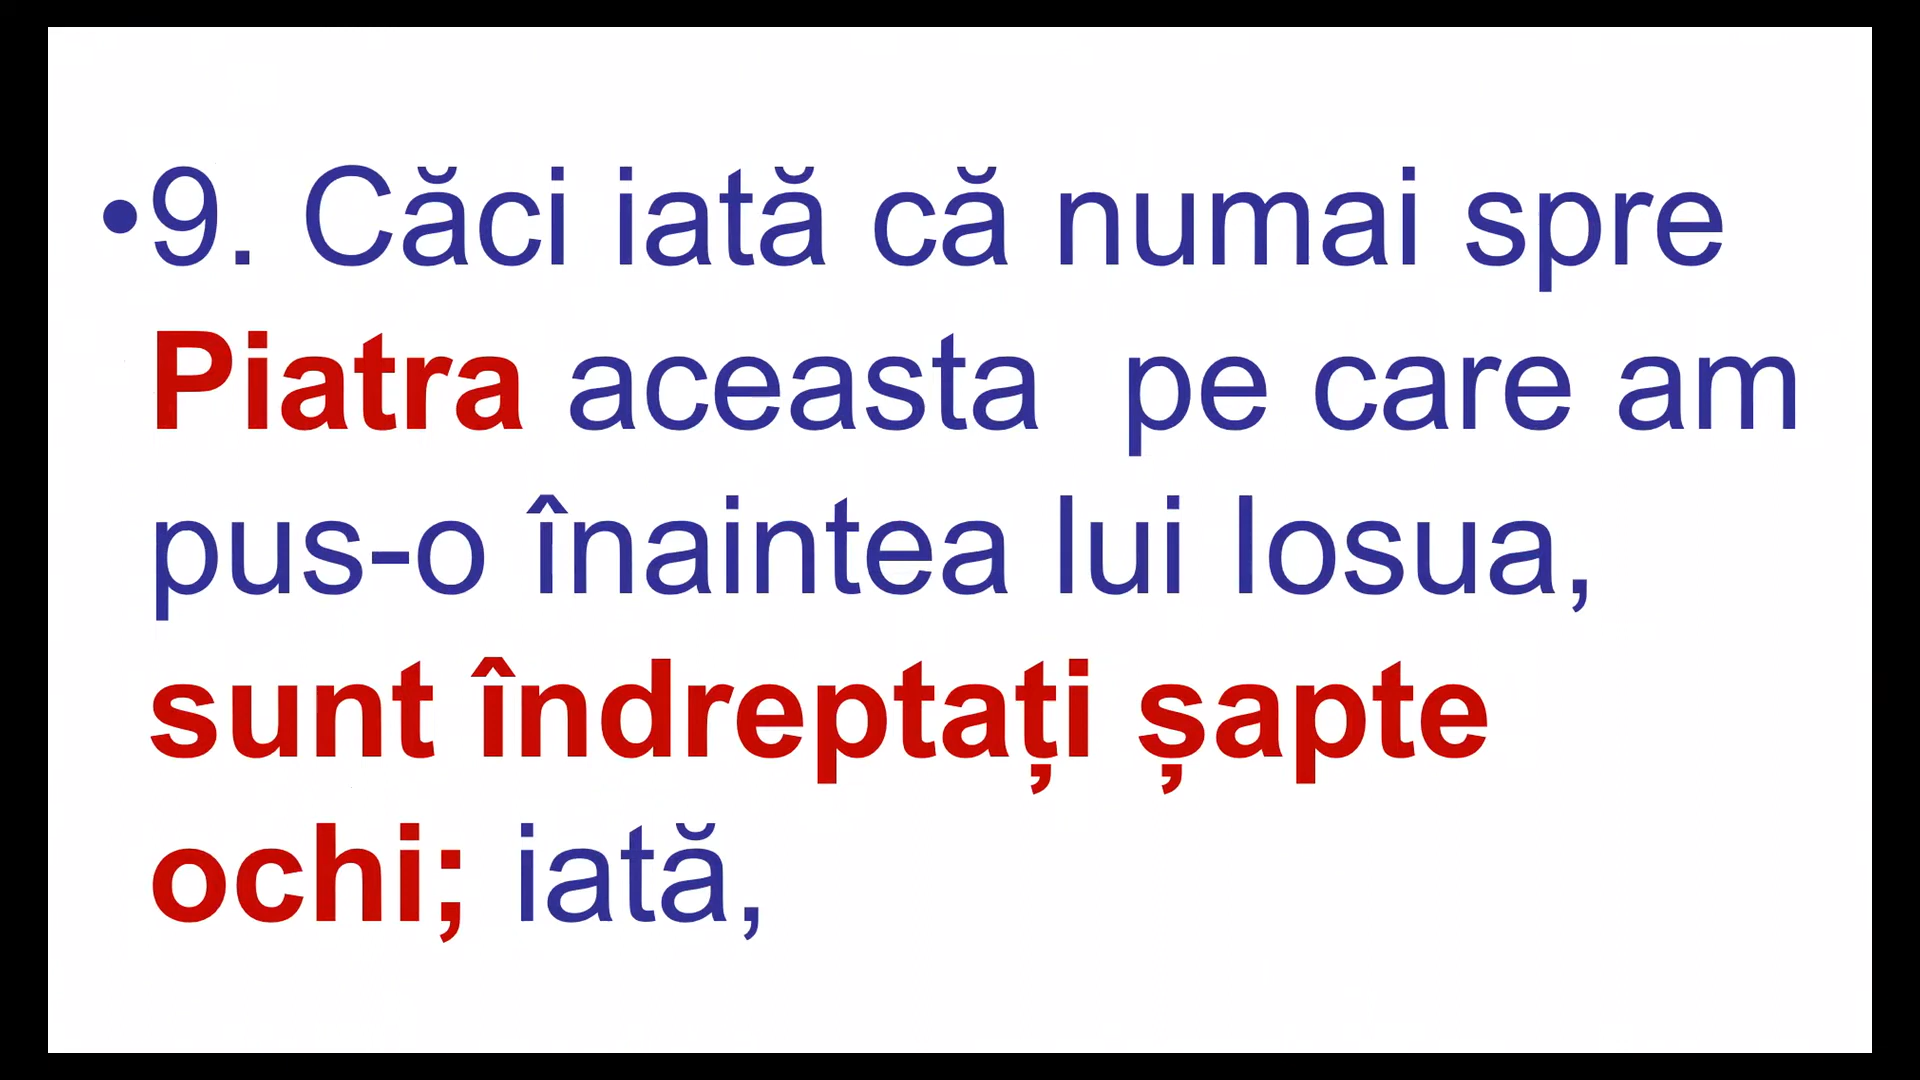 •9. Căci iată că numai spre
Piatra aceasta  pe care am
pus-o înaintea lui Iosua,
sunt îndreptați șapte
ochi; iată,